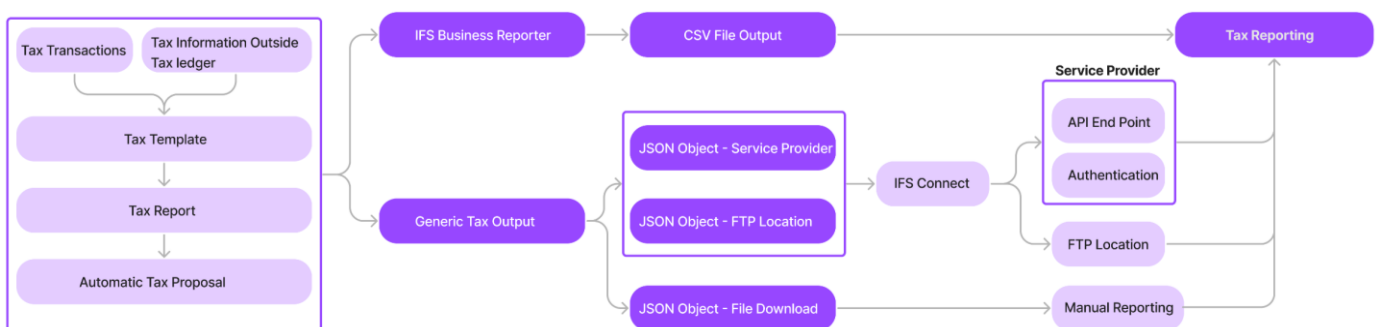 Tax Transactions
Tax Information Outside
Tax ledger
Tax Template
Tax Report
Automatic Tax Proposal
IFS Business Reporter
CSV File Output
Tax Reporting
Generic Tax Output
JSON Object - Service Provider
JSON Object - FTP Location
JSON Object - File Download
IFS Connect
Service Provider
API End Point
Authentication
FTP Location
Manual Reporting